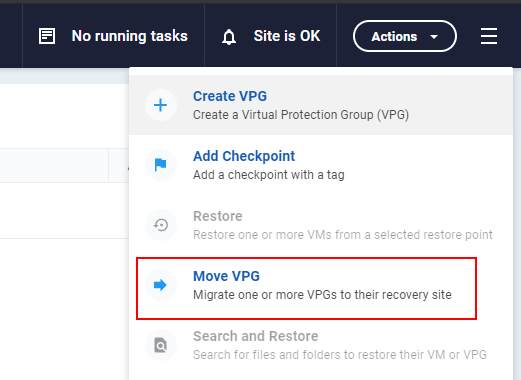 No running tasks
Site is OK
Actions
Create VPG
Create a Virtual Protection Group (VPG)
Add Checkpoint
Add a checkpoint with a tag
Restore
Restore one or more VMs from a selected restore point
Move VPG
Migrate one or more VPGs to their recovery site
Search and Restore
Search for files and folders to restore their VM or VPG